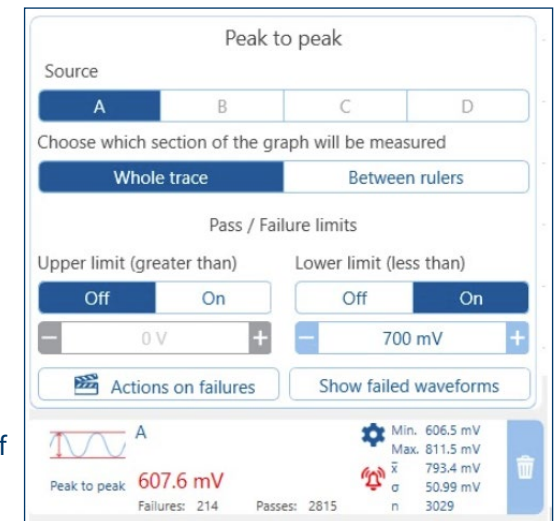 Peak to peak
Source
A B C D
Choose which section of the graph will be measured
Whole trace Between rulers
Pass / Failure limits
Upper limit (greater than) Lower limit (less than)
Off On Off On
− 0 V + − 700 mV +
Actions on failures Show failed waveforms
f
A
Peak to peak 607.6 mV
Failures: 214 Passes: 2815
Min. 606.5 mV
Max. 811.5 mV
x̄ 793.4 mV
σ 50.99 mV
n 3029